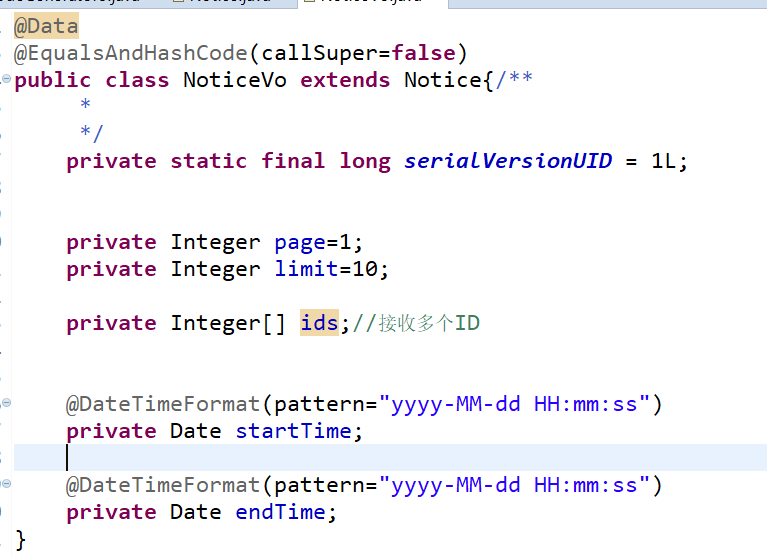 @Data
@EqualsAndHashCode(callSuper=false)
public class NoticeVo extends Notice{/**
*
*/
private static final long serialVersionUID = 1L;
private Integer page=1;
private Integer limit=10;
private Integer[] ids;//接收多个ID
@DateTimeFormat(pattern="yyyy-MM-dd HH:mm:ss")
private Date startTime;
@DateTimeFormat(pattern="yyyy-MM-dd HH:mm:ss")
private Date endTime;
}